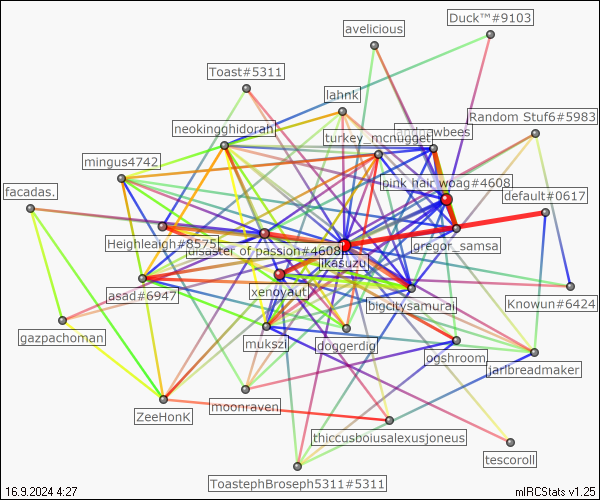 Duck™#9103
avelicious
Toast#5311
lahnk
Random Stuf6#5983
neokingghidorah
turkey_mcnugget
andrewbees
mingus4742
pink hair woag#4608
facadas.
default#0617
Heighleaigh#8575
disaster of passion#4608
gregor_samsa
ikasuzu
asad#6947
xenoyaut
bigcitysamurai
Knowun#6424
gazpachoman
mukszi
doggerdig
ogshroom
jarlbreadmaker
ZeeHonK
moonraven
thiccusboiusalexusjoneus
tescoroll
ToastephBroseph5311#5311
16.9.2024 4:27
mIRCStats v1.25